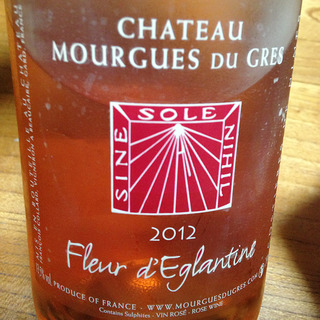 CHATEAU
MOURGUES DU GRES
SINE SOLE NIHIL
2012
Fleur d'Eglantine
PRODUCE OF FRANCE - WWW.MOURGUESDUGRES.COM
Contains Sulphites - VIN ROSÉ - ROSE WINE